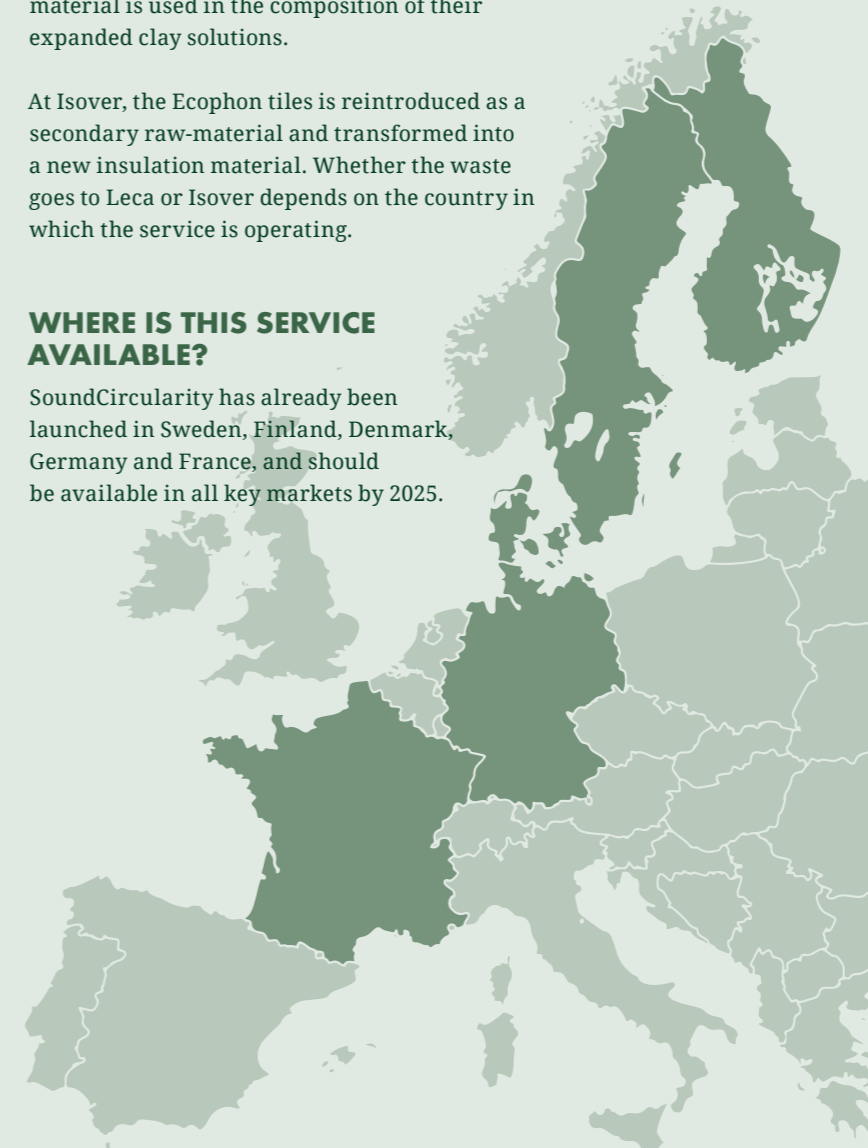 material is used in the composition of their
expanded clay solutions.
At Isover, the Ecophon tiles is reintroduced as a
secondary raw-material and transformed into
a new insulation material. Whether the waste
goes to Leca or Isover depends on the country in
which the service is operating.
WHERE IS THIS SERVICE
AVAILABLE?
SoundCircularity has already been
launched in Sweden, Finland, Denmark,
Germany and France, and should
be available in all key markets by 2025.